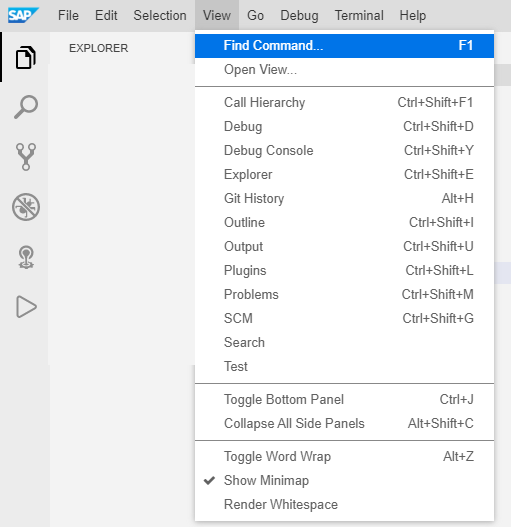 SAP File Edit Selection View Go Debug Terminal Help
EXPLORER
Find Command... F1
Open View...
Call Hierarchy Ctrl+Shift+F1
Debug Ctrl+Shift+D
Debug Console Ctrl+Shift+Y
Explorer Ctrl+Shift+E
Git History Alt+H
Outline Ctrl+Shift+I
Output Ctrl+Shift+U
Plugins Ctrl+Shift+L
Problems Ctrl+Shift+M
SCM Ctrl+Shift+G
Search
Test
Toggle Bottom Panel Ctrl+J
Collapse All Side Panels Alt+Shift+C
Toggle Word Wrap Alt+Z
Show Minimap
Render Whitespace